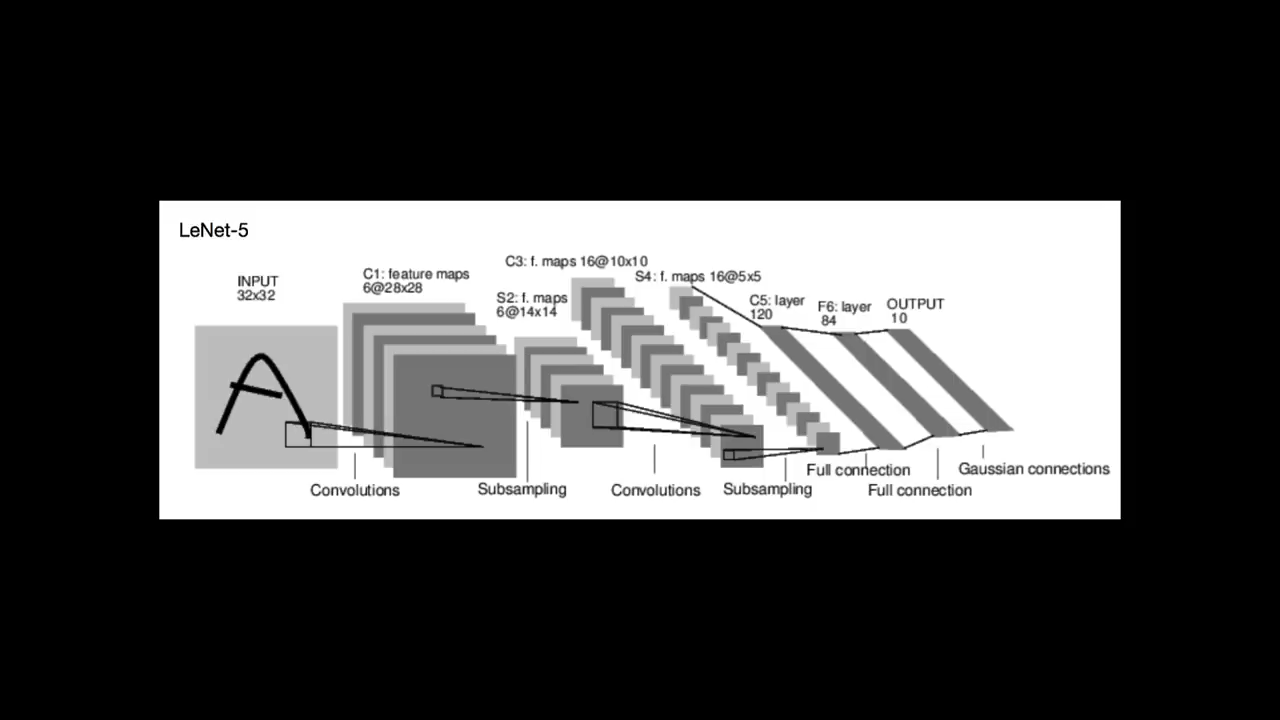 LeNet-5
INPUT
32x32
C1: feature maps
6@28x28
S2: f. maps
6@14x14
C3: f. maps 16@10x10
S4: f. maps 16@5x5
C5: layer
120
F6: layer
84
OUTPUT
10
Convolutions
Subsampling
Convolutions
Subsampling
Full connection
Full connection
Gaussian connections